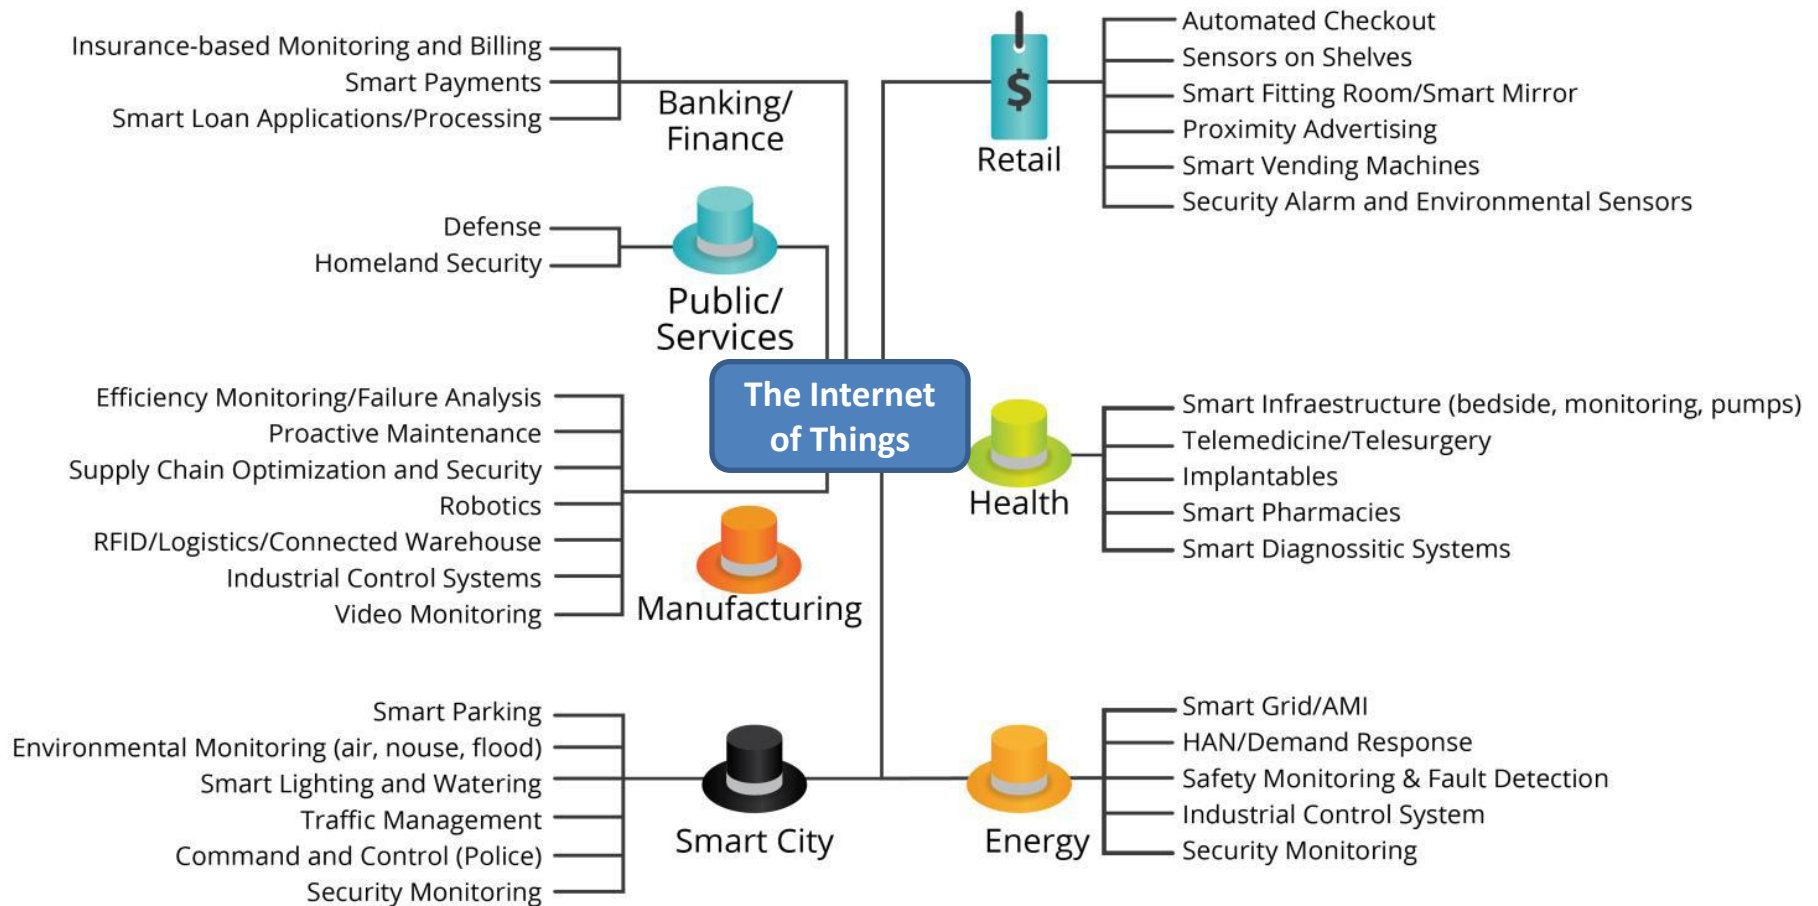 Insurance-based Monitoring and Billing
Smart Payments
Smart Loan Applications/Processing
Banking/
Finance
Defense
Homeland Security
Public/
Services
Efficiency Monitoring/Failure Analysis
Proactive Maintenance
Supply Chain Optimization and Security
Robotics
RFID/Logistics/Connected Warehouse
Industrial Control Systems
Video Monitoring
Manufacturing
Smart Parking
Environmental Monitoring (air, nouse, flood)
Smart Lighting and Watering
Traffic Management
Command and Control (Police)
Security Monitoring
Smart City
The Internet
of Things
$
Retail
Automated Checkout
Sensors on Shelves
Smart Fitting Room/Smart Mirror
Proximity Advertising
Smart Vending Machines
Security Alarm and Environmental Sensors
Health
Smart Infraestructure (bedside, monitoring, pumps)
Telemedicine/Telesurgery
Implantables
Smart Pharmacies
Smart Diagnossitic Systems
Energy
Smart Grid/AMI
HAN/Demand Response
Safety Monitoring & Fault Detection
Industrial Control System
Security Monitoring